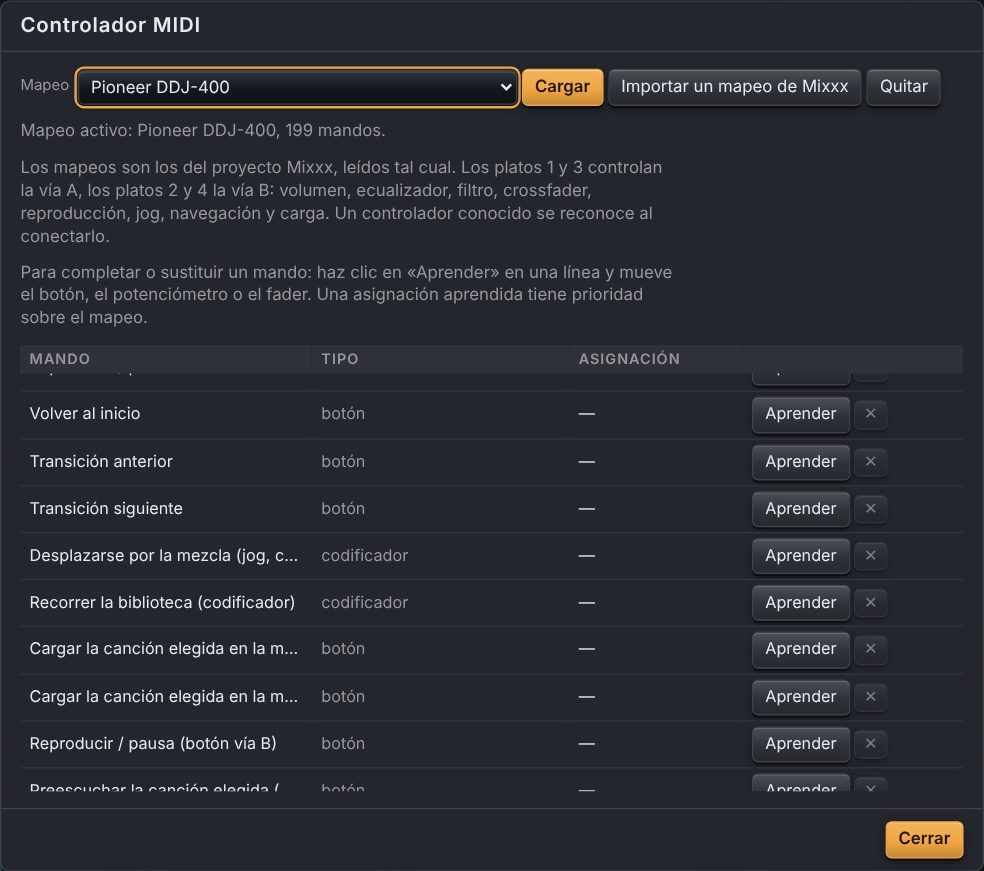 Controlador MIDI
Mapeo Pioneer DDJ-400 Cargar Importar un mapeo de Mixxx Quitar
Mapeo activo: Pioneer DDJ-400, 199 mandos.
Los mapeos son los del proyecto Mixxx, leídos tal cual. Los platos 1 y 3 controlan
la vía A, los platos 2 y 4 la vía B: volumen, ecualizador, filtro, crossfader,
reproducción, jog, navegación y carga. Un controlador conocido se reconoce al
conectarlo.
Para completar o sustituir un mando: haz clic en «Aprender» en una línea y mueve
el botón, el potenciómetro o el fader. Una asignación aprendida tiene prioridad
sobre el mapeo.
MANDO TIPO ASIGNACIÓN
Volver al inicio botón — Aprender ×
Transición anterior botón — Aprender ×
Transición siguiente botón — Aprender ×
Desplazarse por la mezcla (jog, c... codificador — Aprender ×
Recorrer la biblioteca (codificador) codificador — Aprender ×
Cargar la canción elegida en la m... botón — Aprender ×
Cargar la canción elegida en la m... botón — Aprender ×
Reproducir / pausa (botón vía B) botón — Aprender ×
Preescuchar la canción elegida ( botón — Aprender ×
Cerrar